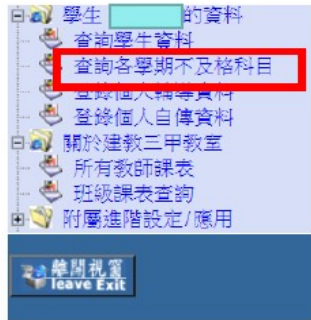 學生 的資料
查詢學生資料
查詢各學期不及格科目
登錄個人輔導資料
登錄個人自傳資料
關於建教三甲教室
所有教師課表
班級課表查詢
附屬進階設定/應用
離開視窗
leave Exit